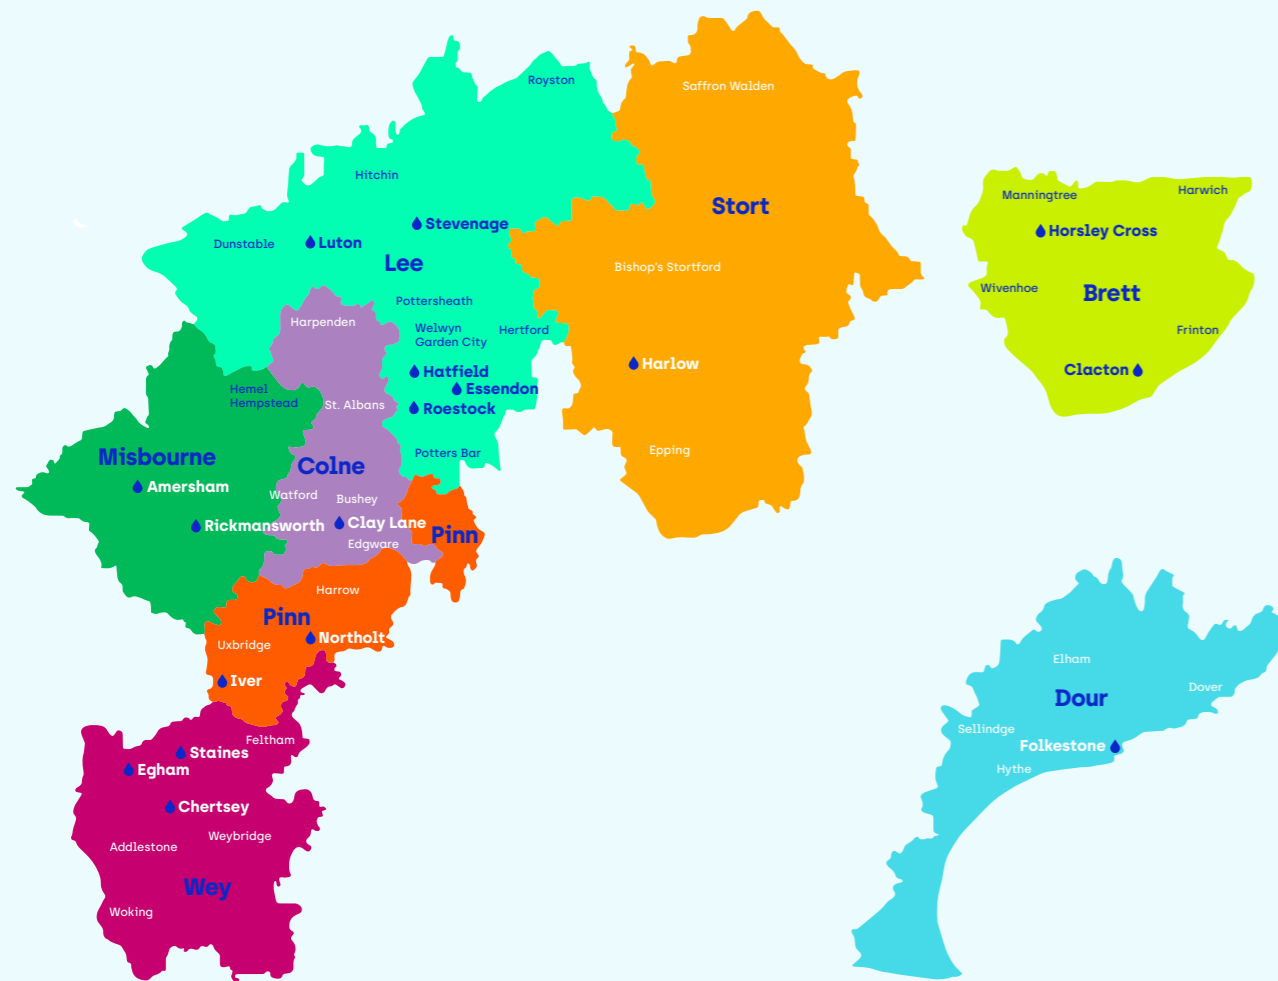 Royston
Saffron Walden
Hitchin
Stevenage
Dunstable
Luton
Lee
Stort
Bishop's Stortford
Pottersheath
Harpenden
Welwyn
Garden City
Hertford
Hatfield
Essendon
Roestock
Harlow
Hemel
Hempstead
St. Albans
Potters Bar
Epping
Misbourne
Colne
Amersham
Watford
Bushey
Rickmansworth
Clay Lane
Pinn
Edgware
Harrow
Pinn
Northolt
Uxbridge
Iver
Feltham
Staines
Egham
Chertsey
Weybridge
Addlestone
Wey
Woking
Manningtree
Harwich
Horsley Cross
Wivenhoe
Brett
Frinton
Clacton
Elham
Dover
Dour
Sellindge
Folkestone
Hythe